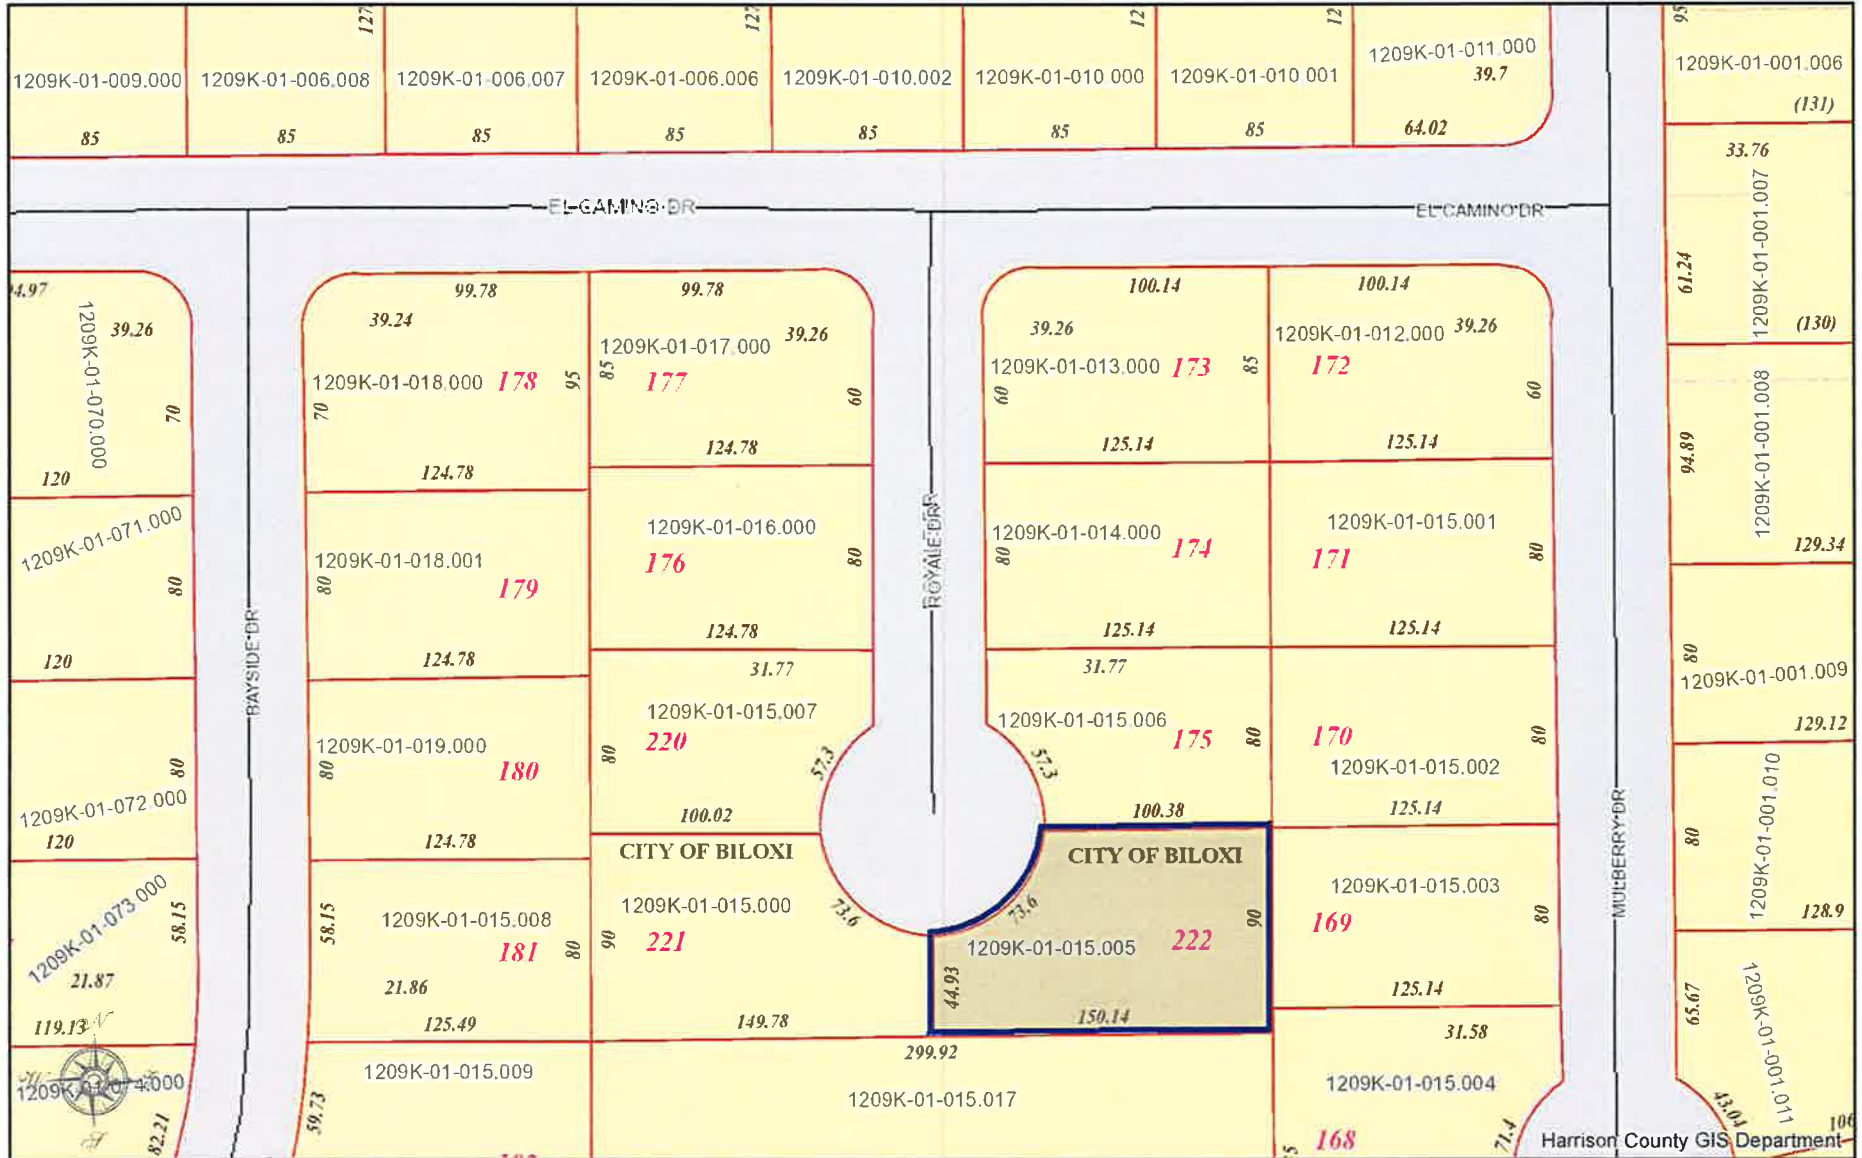 127
127
12
12
95
1209K-01-009.000
1209K-01-006.008
1209K-01-006.007
1209K-01-006.006
1209K-01-010.002
1209K-01-010 000
1209K-01-010 001
1209K-01-011.000
39.7
1209K-01-001.006
(131)
85
85
85
85
85
85
85
64.02
33.76
1209K-01-001.007
61.24
(130)
EL CAMINO DR
EL CAMINO DR
4.97
39.26
1209K-01-070.000
70
120
99.78
39.24
1209K-01-018.000
178
95
70
124.78
99.78
1209K-01-017.000
39.26
85
177
60
124.78
100.14
39.26
1209K-01-013.000
173
85
60
125.14
100.14
1209K-01-012.000
39.26
172
60
125.14
1209K-01-001.008
94.89
129.34
1209K-01-071.000
80
120
1209K-01-018.001
80
179
124.78
1209K-01-016.000
176
80
124.78
ROYALE DR
1209K-01-014.000
80
174
125.14
1209K-01-015.001
171
80
125.14
80
1209K-01-001.009
129.12
BAYSIDE DR
80
1209K-01-072.000
120
1209K-01-019.000
80
180
124.78
31.77
1209K-01-015.007
220
80
57.3
100.02
31.77
1209K-01-015.006
175
80
57.3
100.38
170
80
1209K-01-015.002
125.14
MULBERRY DR
1209K-01-001.010
80
128.9
1209K-01-073.000
58.15
21.87
119.13
58.15
1209K-01-015.008
181
80
21.86
125.49
CITY OF BILOXI
1209K-01-015.000
90
221
73.6
149.78
CITY OF BILOXI
73.6
1209K-01-015.005
222
90
44.93
150.14
1209K-01-015.003
169
80
125.14
65.67
1209K-01-001.011
N
S
82.21
59.73
1209K-01-015.009
299.92
1209K-01-015.017
31.58
1209K-01-015.004
168
71.4
43.04
106
Harrison County GIS Department